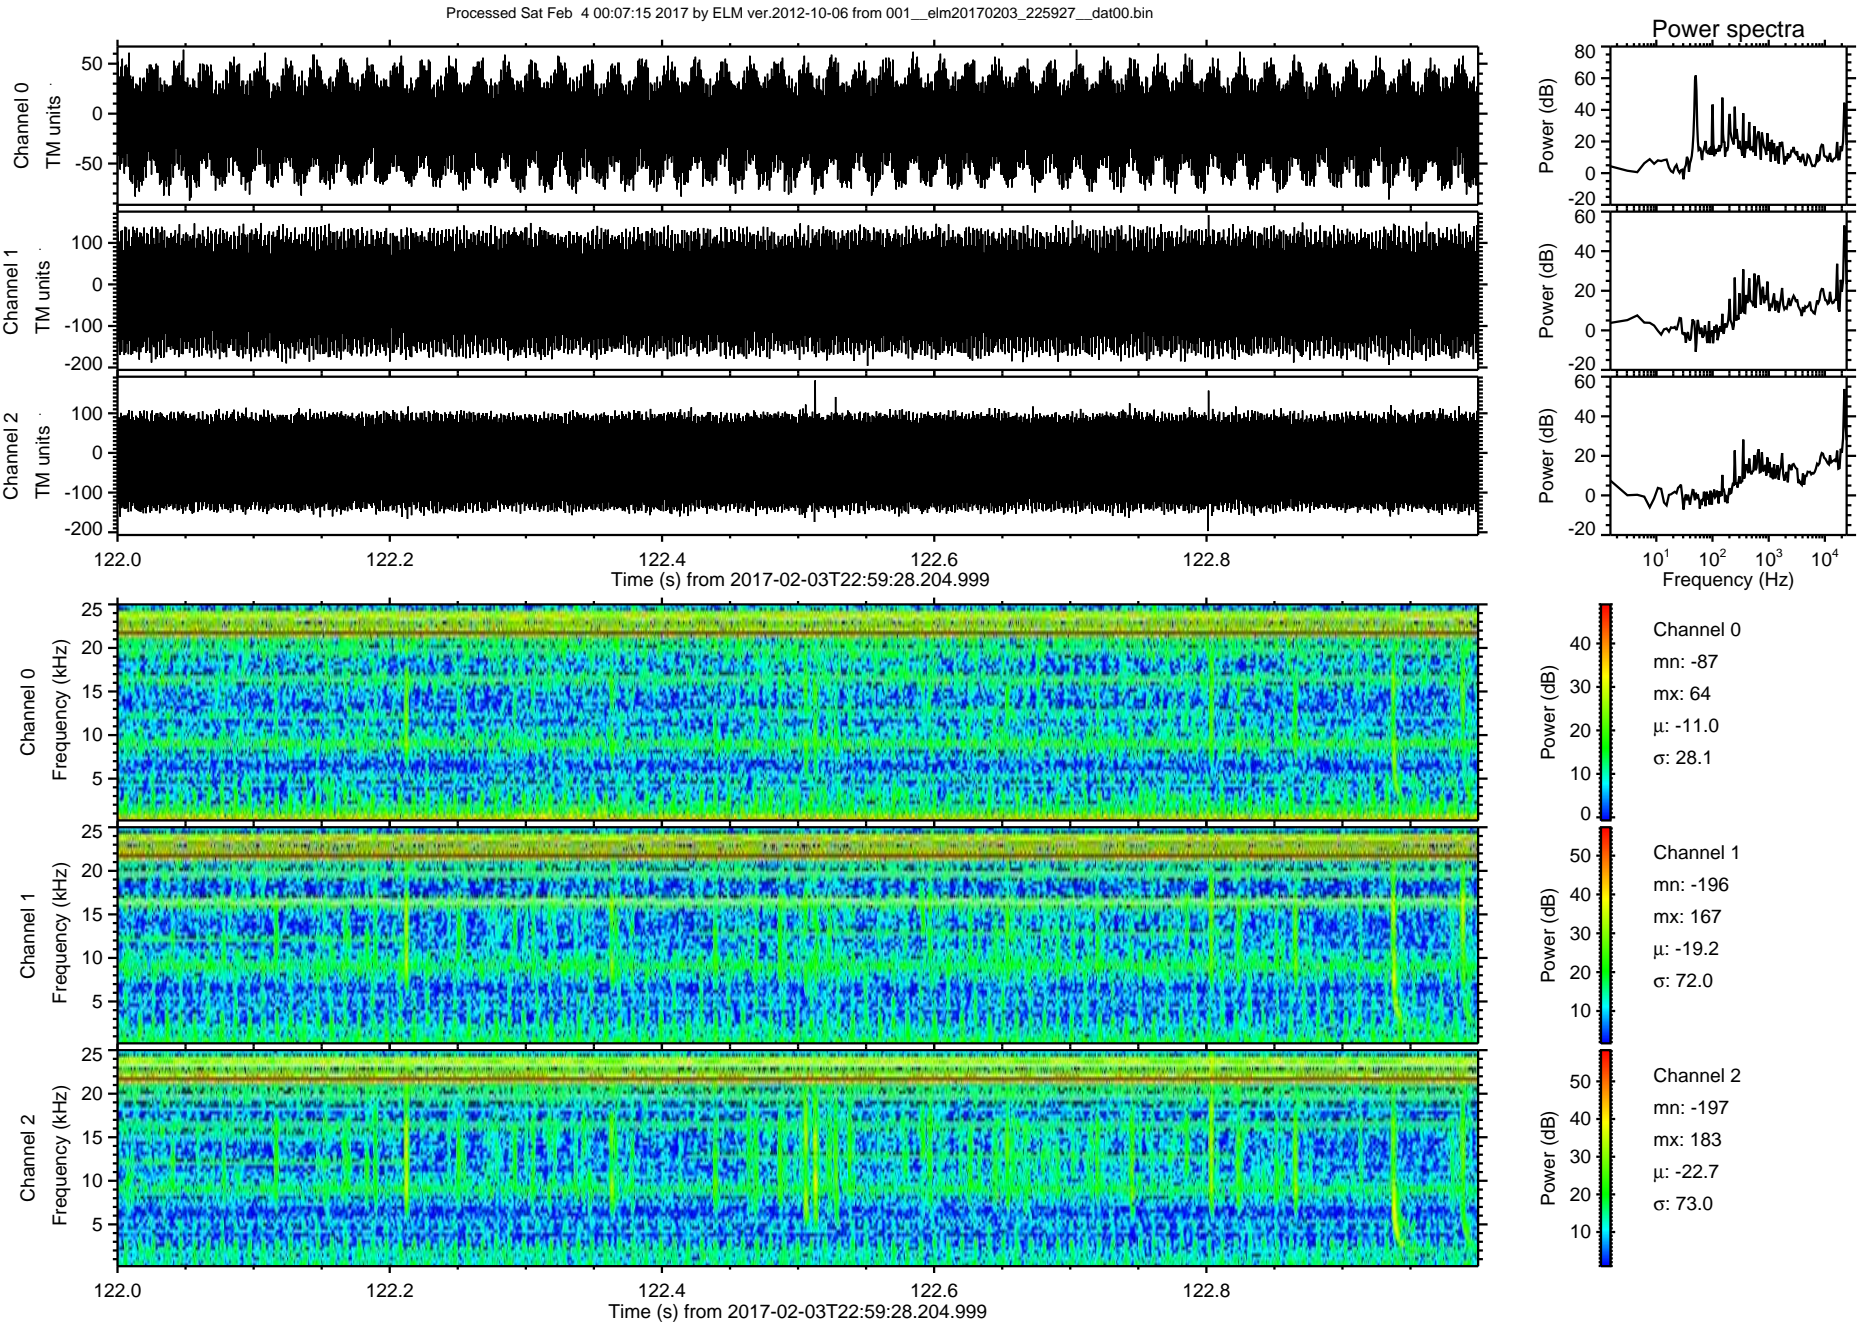 Processed Sat Feb  4 00:07:15 2017 by ELM ver.2012-10-06 from 001__elm20170203_225927__dat00.bin
Power spectra
Channel 0
TM units
50
0
-50
Power (dB)
80
60
40
20
0
-20
Channel 1
TM units
100
0
-100
-200
Power (dB)
60
40
20
0
-20
Channel 2
TM units
100
0
-100
-200
Power (dB)
60
40
20
0
-20
122.0 122.2 122.4 122.6 122.8
Time (s) from 2017-02-03T22:59:28.204.999
10¹ 10² 10³ 10⁴
Frequency (Hz)
Channel 0
Frequency (kHz)
25
20
15
10
5
Power (dB)
40
30
20
10
0
Channel 0
mn: -87
mx: 64
μ: -11.0
σ: 28.1
Channel 1
Frequency (kHz)
25
20
15
10
5
Power (dB)
50
40
30
20
10
Channel 1
mn: -196
mx: 167
μ: -19.2
σ: 72.0
Channel 2
Frequency (kHz)
25
20
15
10
5
Power (dB)
50
40
30
20
10
Channel 2
mn: -197
mx: 183
μ: -22.7
σ: 73.0
122.0 122.2 122.4 122.6 122.8
Time (s) from 2017-02-03T22:59:28.204.999